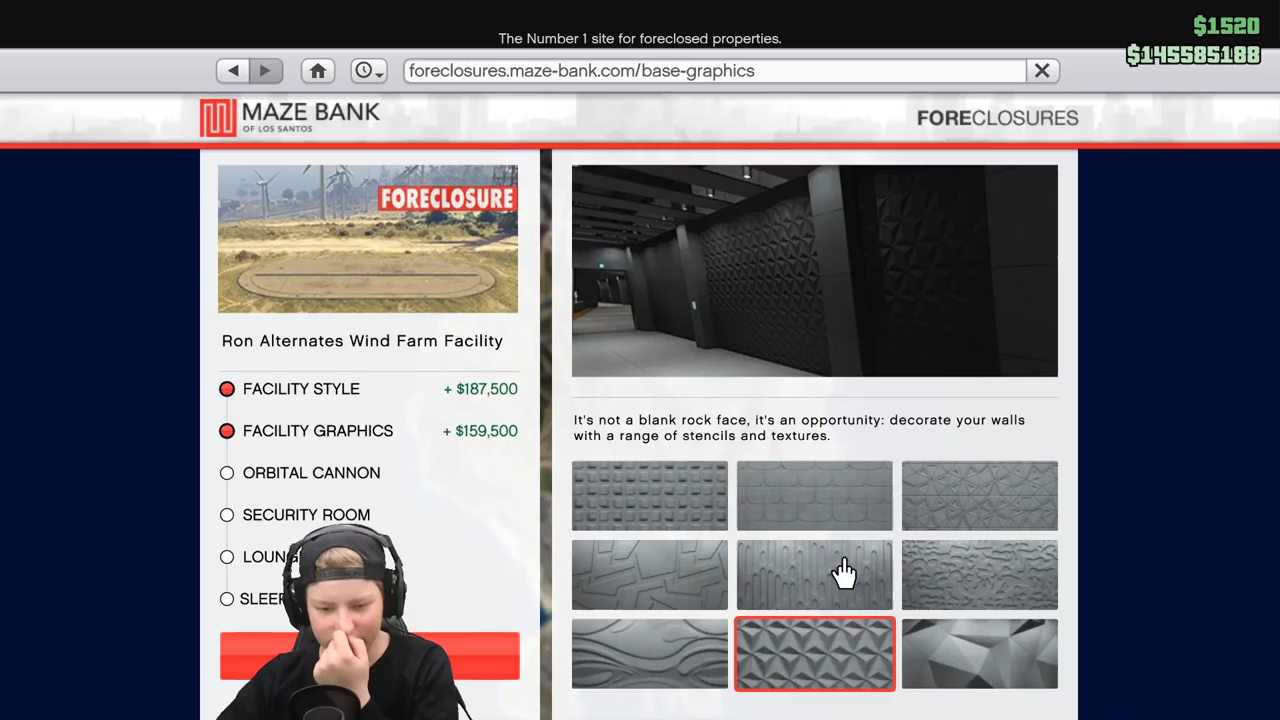 $1520
The Number 1 site for foreclosed properties.
$145585188
foreclosures.maze-bank.com/base-graphics
MAZE BANK
OF LOS SANTOS
FORECLOSURES
FORECLOSURE
Ron Alternates Wind Farm Facility
FACILITY STYLE + $187,500
FACILITY GRAPHICS + $159,500
ORBITAL CANNON
SECURITY ROOM
It's not a blank rock face, it's an opportunity: decorate your walls
with a range of stencils and textures.